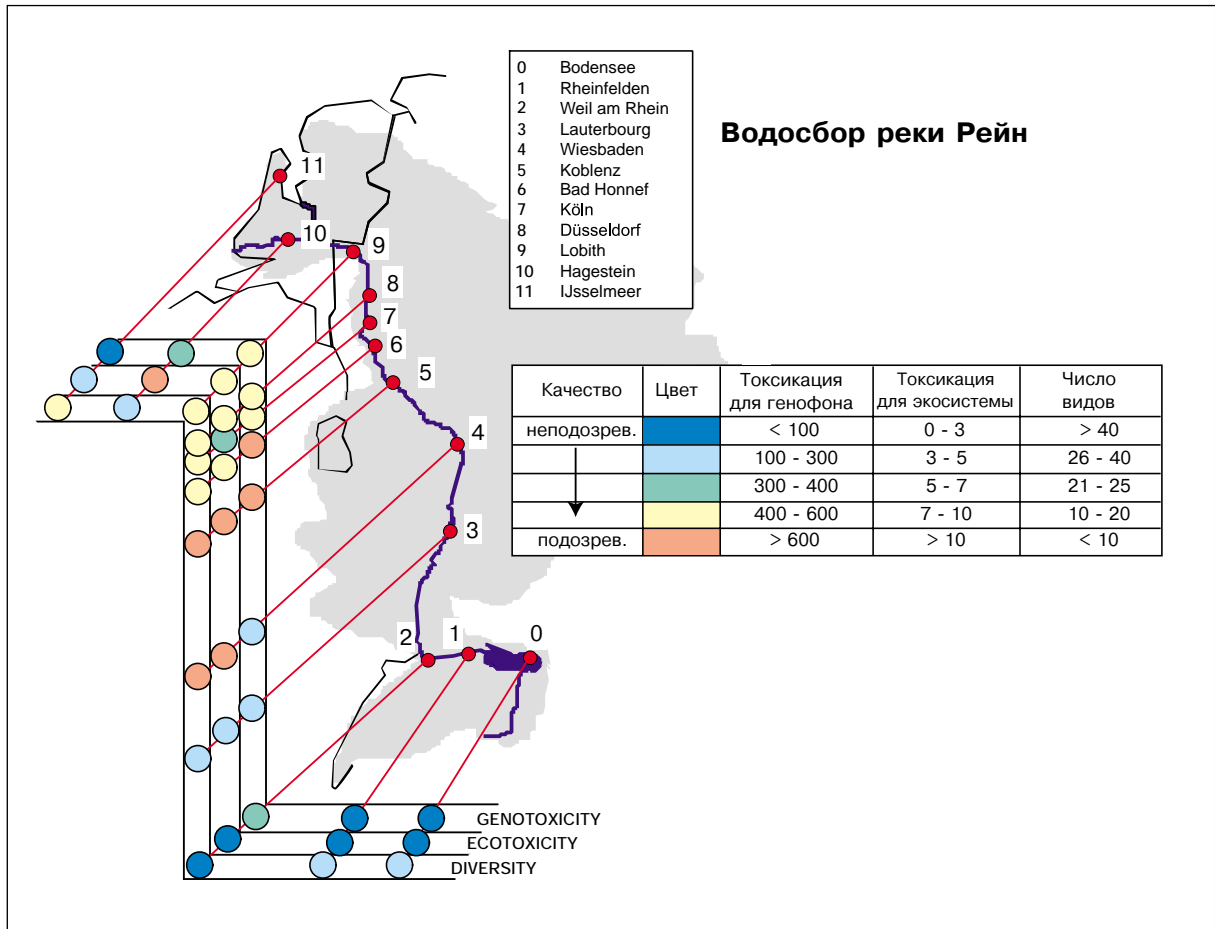 0 Bodensee
1 Rheinfelden
2 Weil am Rhein
3 Lauterbourg
4 Wiesbaden
5 Koblenz
6 Bad Honnef
7 Köln
8 Düsseldorf
9 Lobith
10 Hagestein
11 IJsselmeer
Водосбор реки Рейн
11
10
9
8
7
6
5
4
3
2
1
0
Качество Цвет Токсикация для генофона Токсикация для экосистемы Число видов
неподозрев. < 100 0 - 3 > 40
100 - 300 3 - 5 26 - 40
300 - 400 5 - 7 21 - 25
400 - 600 7 - 10 10 - 20
подозрев. > 600 > 10 < 10
GENOTOXICITY
ECOTOXICITY
DIVERSITY